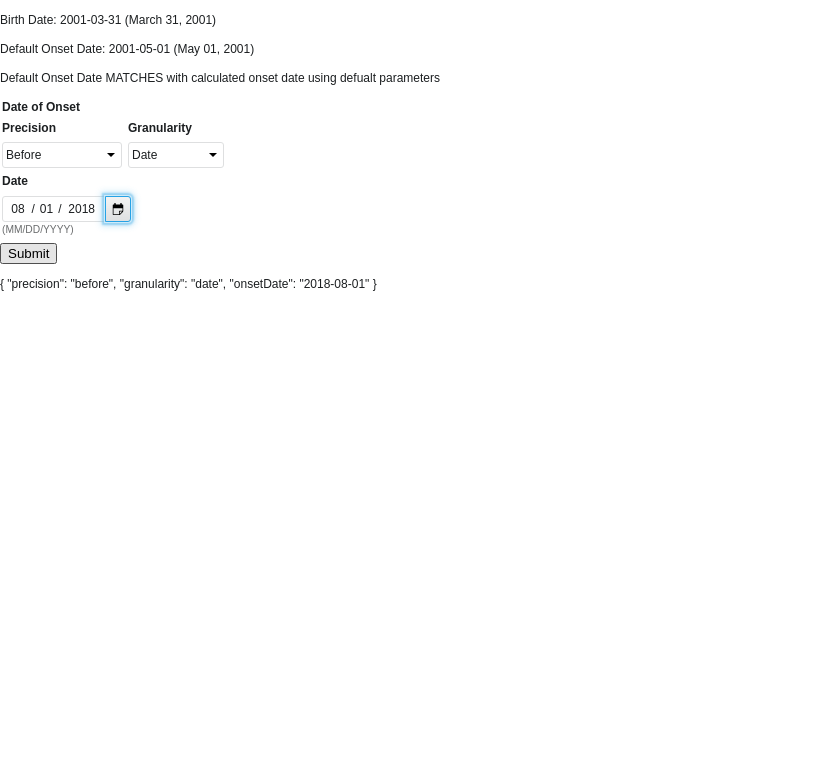 Birth Date: 2001-03-31 (March 31, 2001)
Default Onset Date: 2001-05-01 (May 01, 2001)
Default Onset Date MATCHES with calculated onset date using defualt parameters
Date of Onset
Precision Granularity
Before Date
Date
08 / 01 / 2018
(MM/DD/YYYY)
Submit
{ "precision": "before", "granularity": "date", "onsetDate": "2018-08-01" }